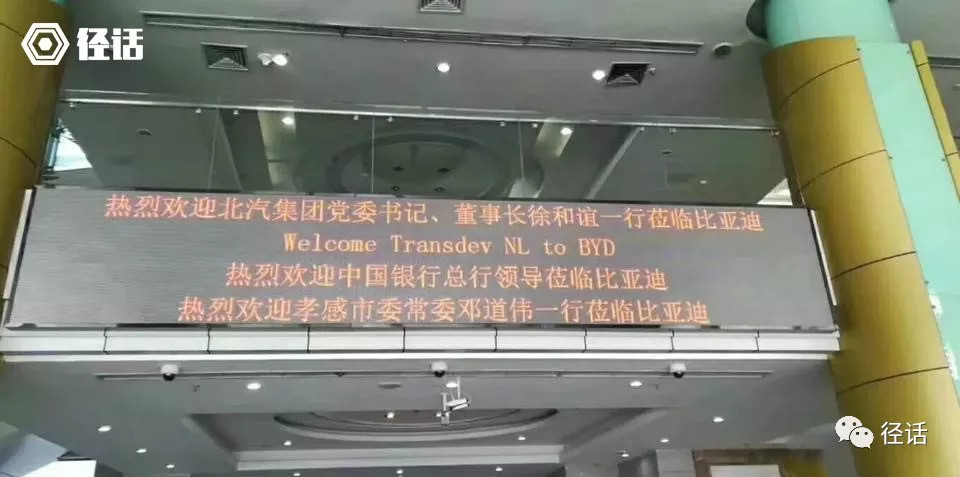 径话
热烈欢迎北汽集团党委书记、董事长徐和谊一行莅临比亚迪
Welcome Transdev NL to BYD
热烈欢迎中国银行总行领导莅临比亚迪
热烈欢迎孝感市委常委邓道伟一行莅临比亚迪
径话